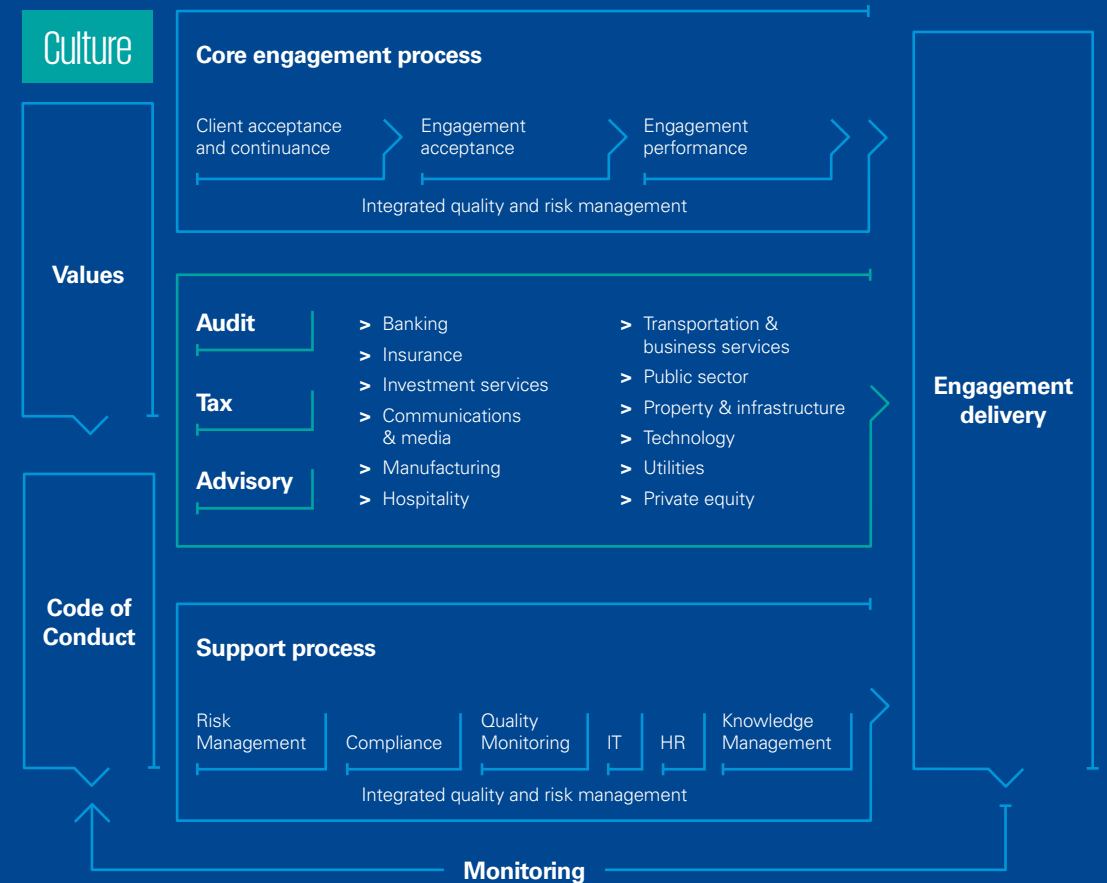 Culture
Values
Code of
Conduct
Core engagement process
Client acceptance
and continuance
Engagement
acceptance
Engagement
performance
Integrated quality and risk management
Audit
Tax
Advisory
> Banking
> Insurance
> Investment services
> Communications
& media
> Manufacturing
> Hospitality
> Transportation &
business services
> Public sector
> Property & infrastructure
> Technology
> Utilities
> Private equity
Support process
Risk
Management
Compliance
Quality
Monitoring
IT
HR
Knowledge
Management
Integrated quality and risk management
Engagement
delivery
Monitoring